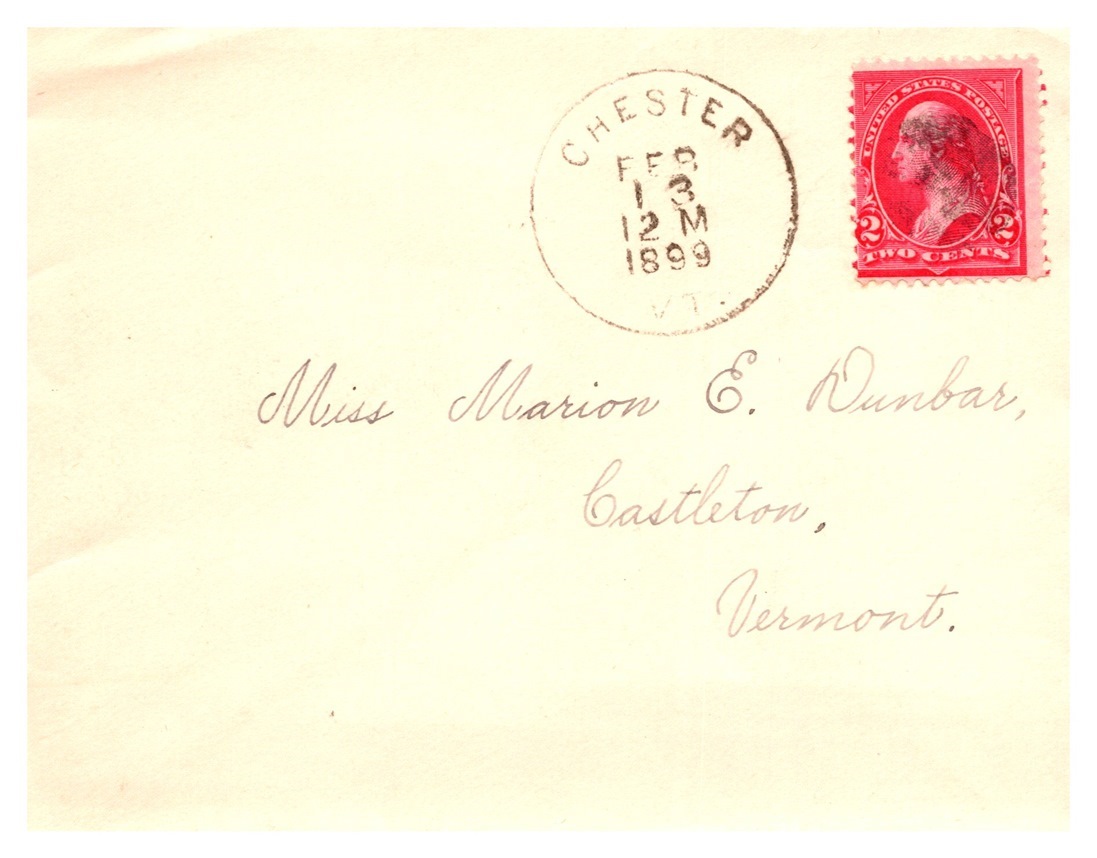 CHESTER
FEB
13
12 M
1899
VT.
UNITED STATES POSTAGE
2 2
TWO CENTS
Miss Marion E. Dunbar,
Castleton,
Vermont.